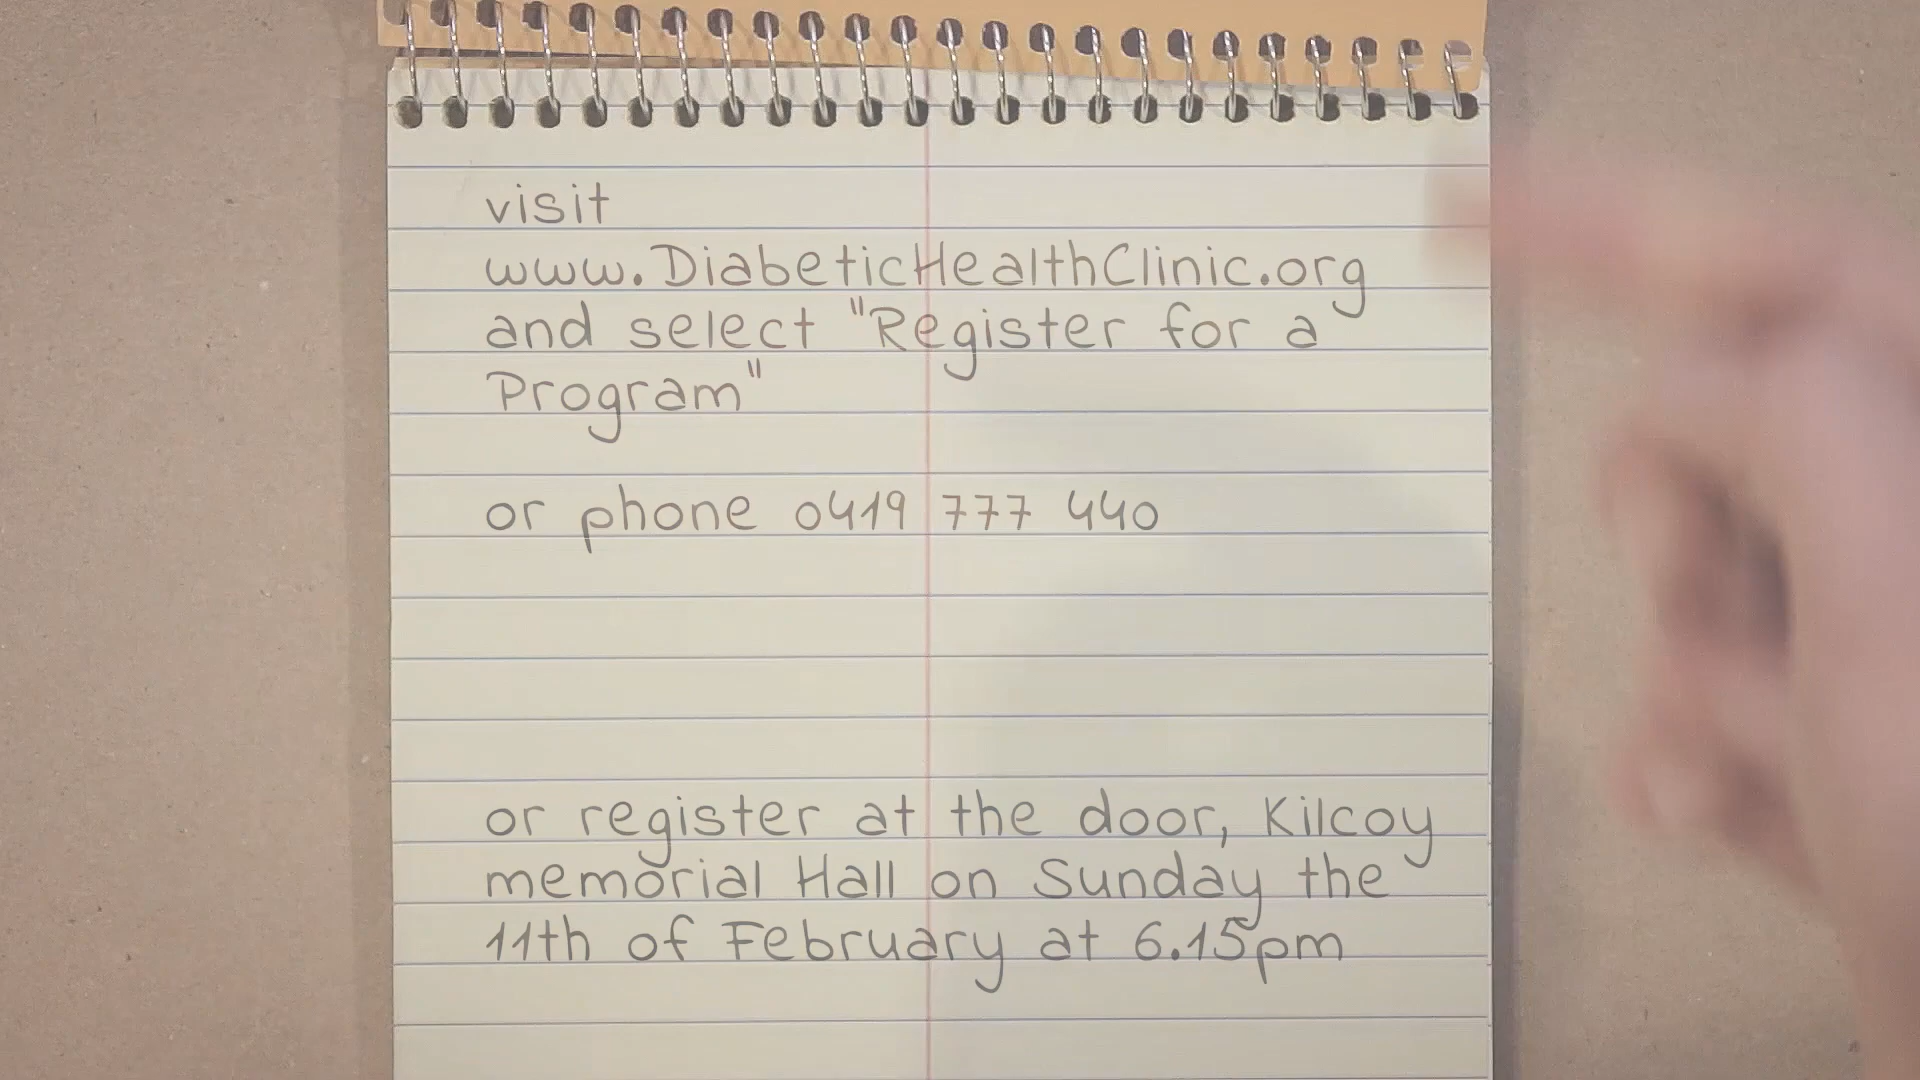 visit
www.DiabeticHealthClinic.org
and select "Register for a
Program"
or phone 0419 777 440
or register at the door, Kilcoy
memorial Hall on Sunday the
11th of February at 6.15pm